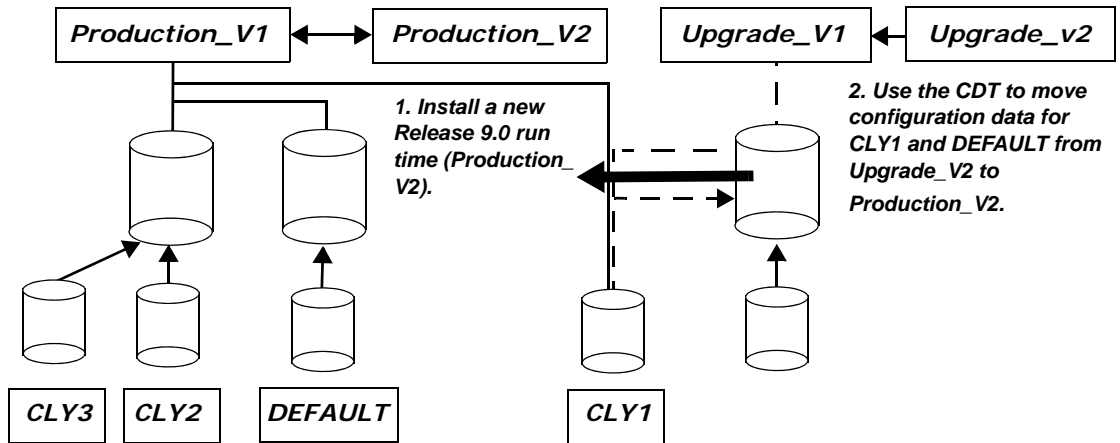 Production_V1
Production_V2
Upgrade_V1
Upgrade_v2
1. Install a new
Release 9.0 run
time (Production_
V2).
2. Use the CDT to move
configuration data for
CLY1 and DEFAULT from
Upgrade_V2 to
Production_V2.
CLY3
CLY2
DEFAULT
CLY1